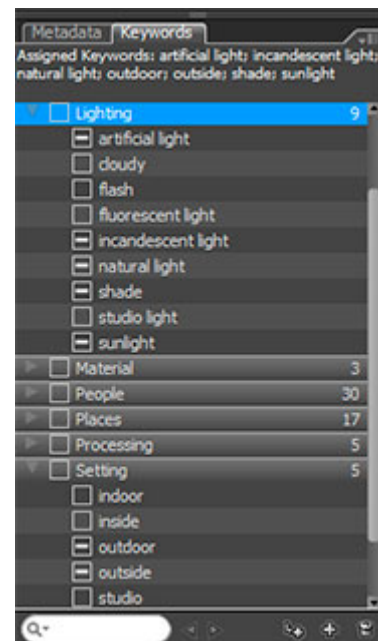 Metadata Keywords
Assigned Keywords: artificial light; incandescent light;
natural light; outdoor; outside; shade; sunlight
Lighting 9
artificial light
cloudy
flash
fluorescent light
incandescent light
natural light
shade
studio light
sunlight
Material 3
People 30
Places 17
Processing 5
Setting 5
indoor
inside
outdoor
outside
studio